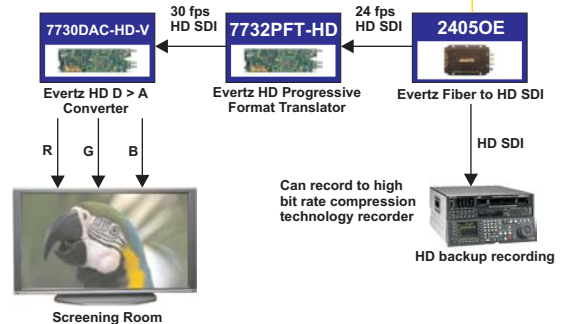 30 fps
HD SDI
24 fps
HD SDI
7730DAC-HD-V
7732PFT-HD
2405OE
Evertz HD D > A
Converter
Evertz HD Progressive
Format Translator
Evertz Fiber to HD SDI
R
G
B
HD SDI
Can record to high
bit rate compression
technology recorder
HD backup recording
Screening Room